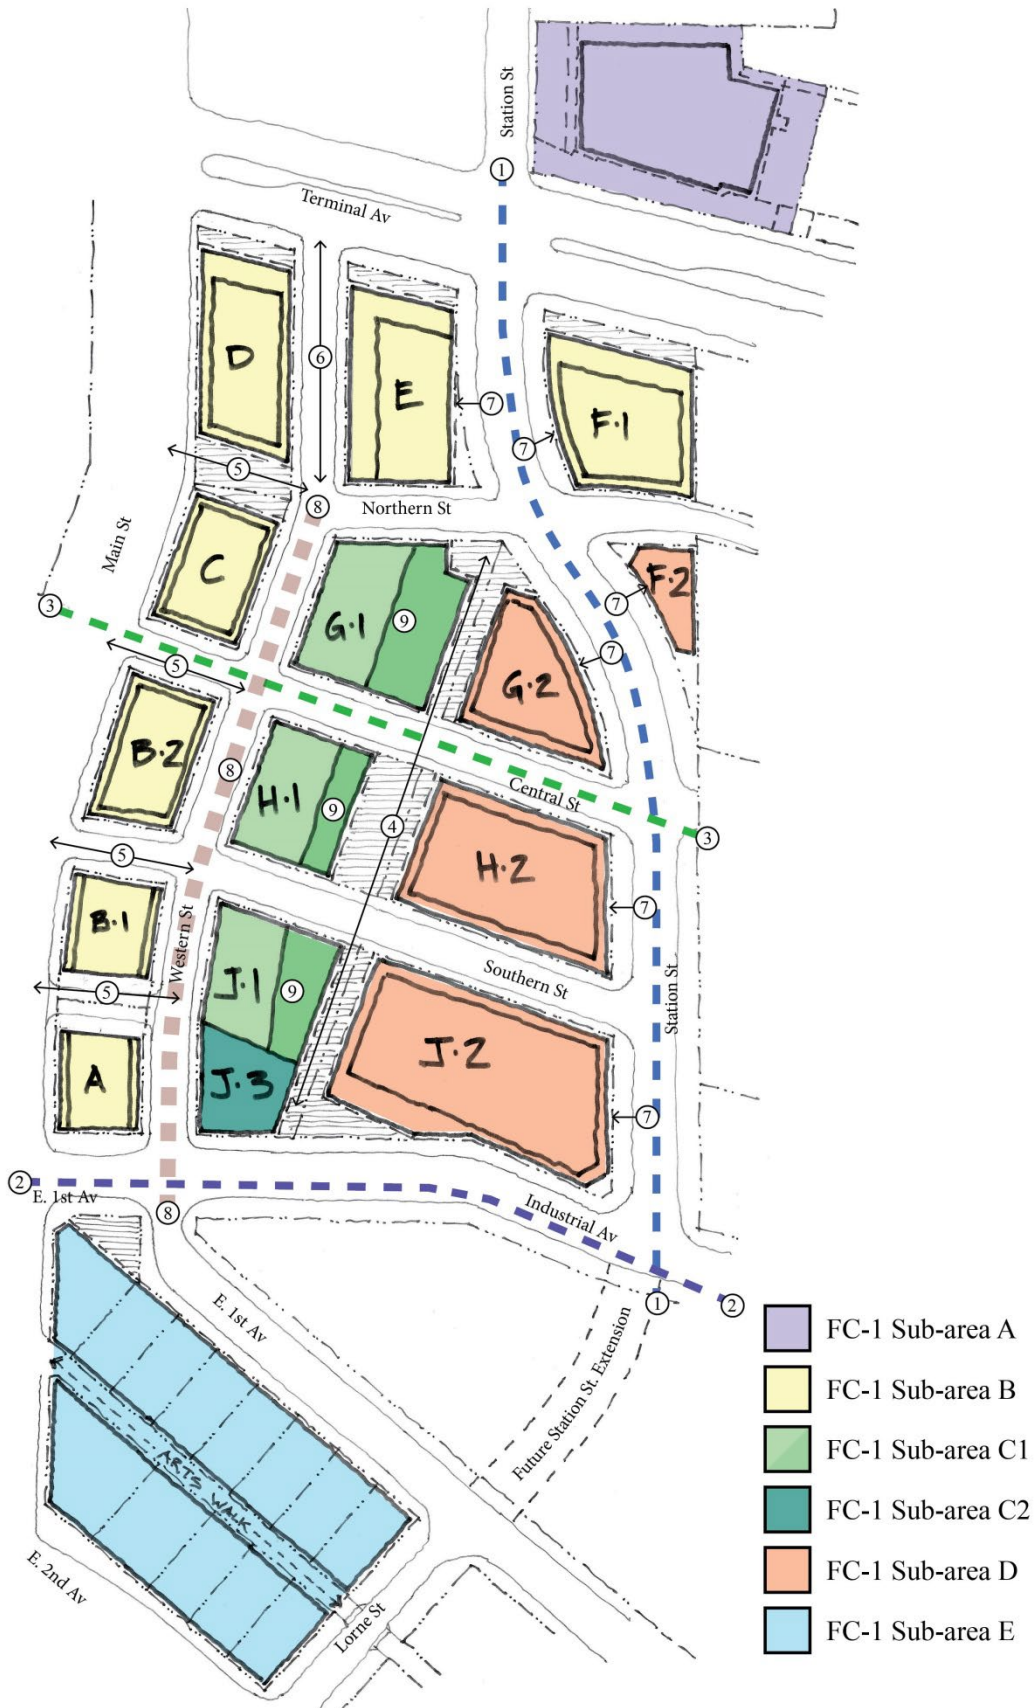 Station St
1
Terminal Av
D
6
E
7
F.1
7
5
8
Northern St
Main St
C
F.2
3
G.1
9
7
7
5
G.2
B.2
8
H.1
9
Central St
4
3
5
H.2
B.1
Western St
7
J.1
9
Southern St
Station St
5
A
J.3
J.2
7
2
E. 1st Av
8
Industrial Av
1
2
E. 1st Av
Future Station St. Extension
ARTS WALK
E. 2nd Av
Lorne St
FC-1 Sub-area A
FC-1 Sub-area B
FC-1 Sub-area C1
FC-1 Sub-area C2
FC-1 Sub-area D
FC-1 Sub-area E